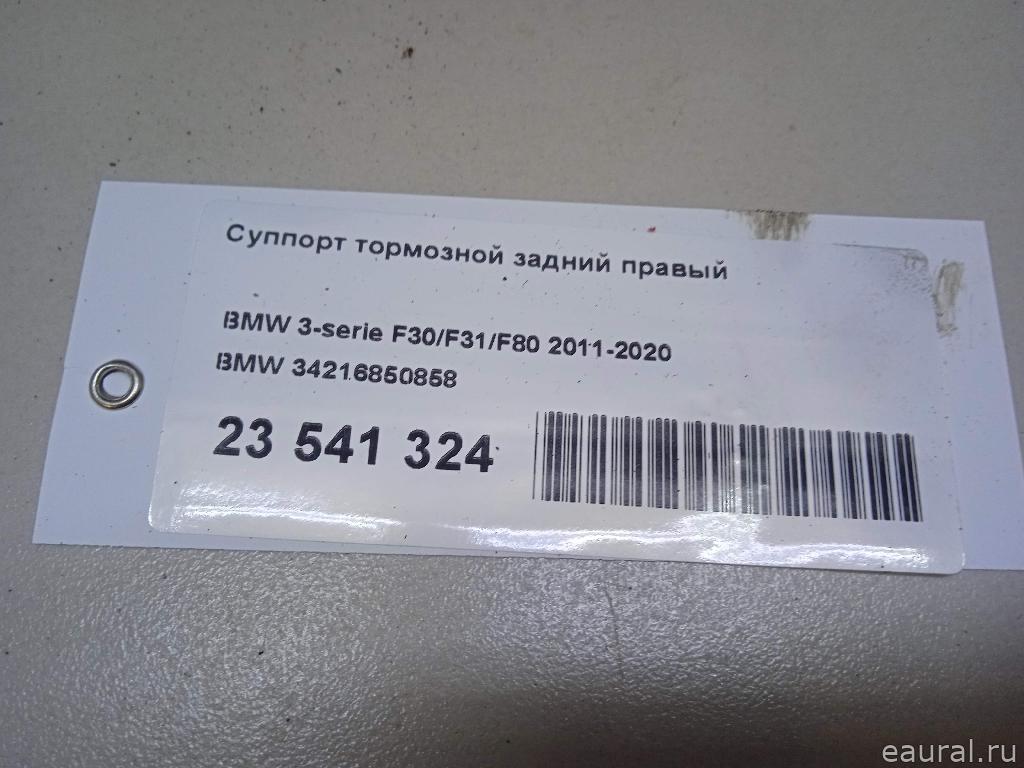 Суппорт тормозной задний правый
BMW 3-serie F30/F31/F80 2011-2020
BMW 34216850858
23 541 324
eaural.ru